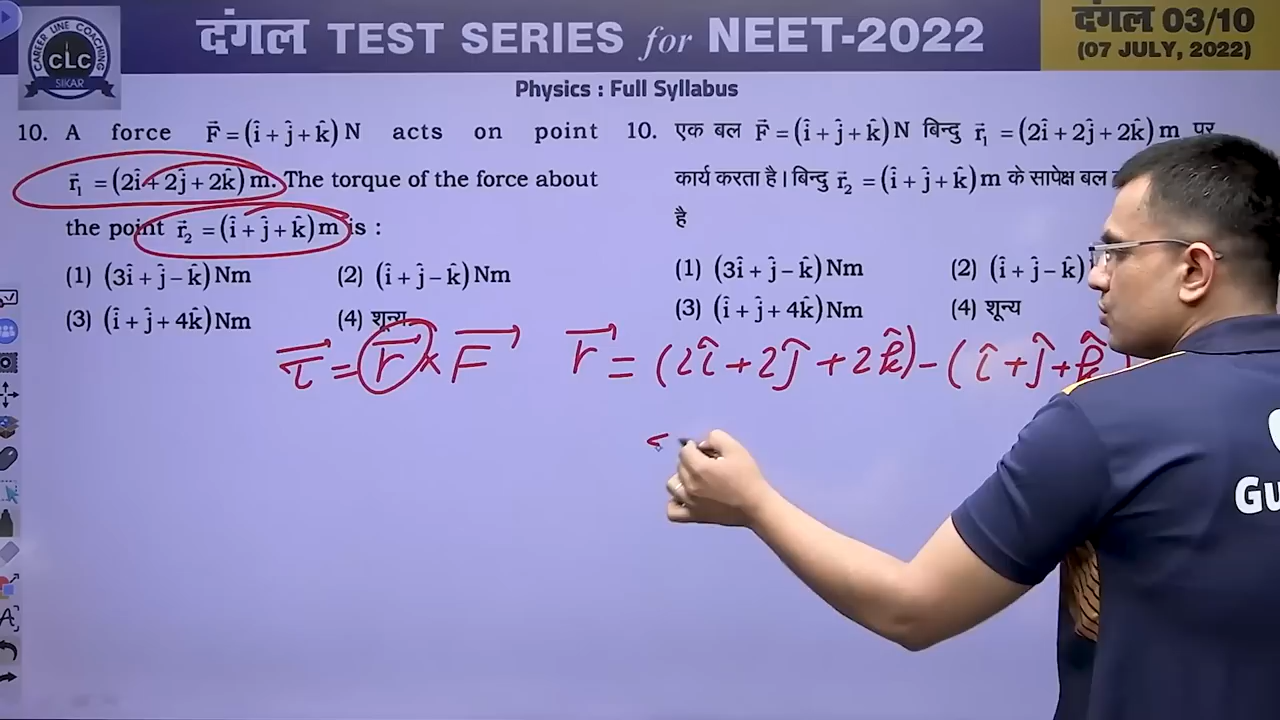 CAREER LINE COACHING
CLC
SIKAR
दंगल TEST SERIES for NEET-2022
दंगल 03/10
(07 JULY, 2022)
Physics : Full Syllabus
10. A force F⃗ = (î + ĵ + k̂) N acts on point
r⃗₁ = (2î + 2ĵ + 2k̂) m. The torque of the force about
the point r⃗₂ = (î + ĵ + k̂) m is :
(1) (3î + ĵ − k̂) Nm (2) (î + ĵ − k̂) Nm
(3) (î + ĵ + 4k̂) Nm (4) शून्य
10. एक बल F⃗ = (î + ĵ + k̂) N बिन्दु r⃗₁ = (2î + 2ĵ + 2k̂) m पर
कार्य करता है। बिन्दु r⃗₂ = (î + ĵ + k̂) m के सापेक्ष बल
है
(1) (3î + ĵ − k̂) Nm (2) (î + ĵ − k̂)
(3) (î + ĵ + 4k̂) Nm (4) शून्य
τ⃗ = r⃗ × F⃗ r⃗ = (2î + 2ĵ + 2k̂) − (î + ĵ + k̂)
Gu